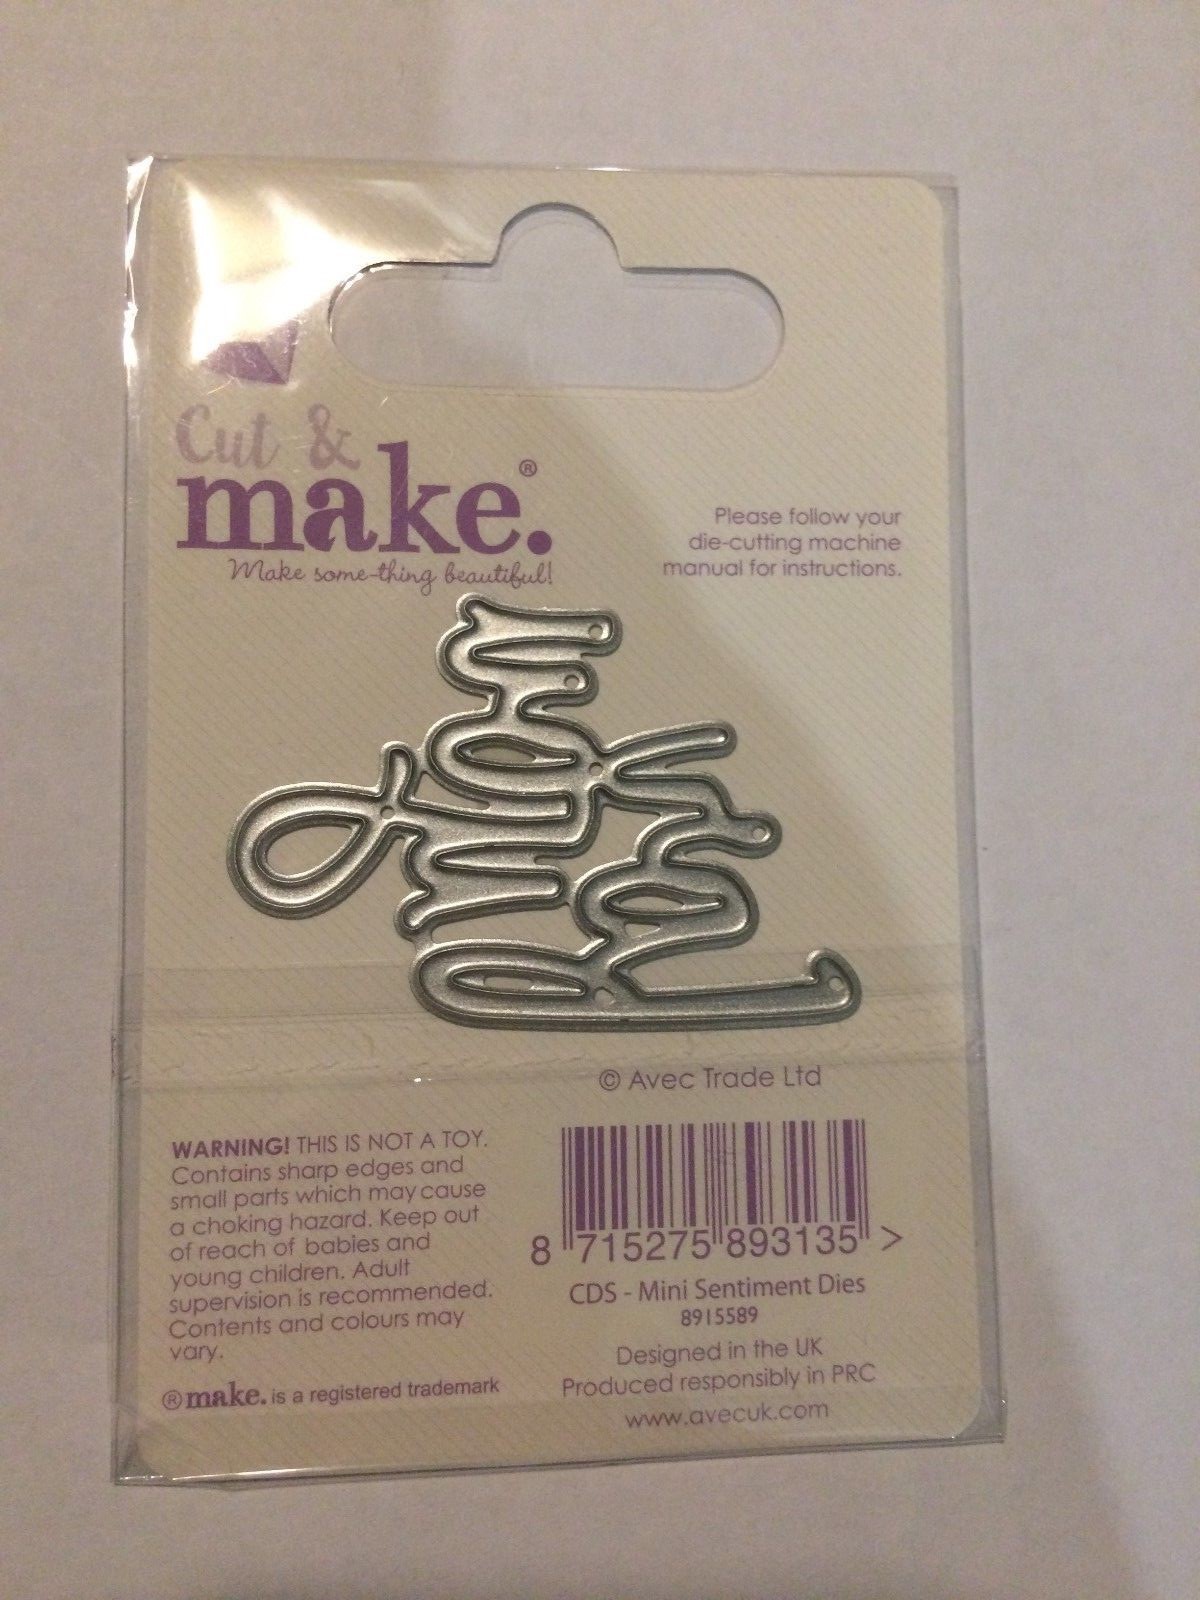 Cut &
make.®
Make some-thing beautiful!
Please follow your
die-cutting machine
manual for instructions.
© Avec Trade Ltd
WARNING! THIS IS NOT A TOY.
Contains sharp edges and
small parts which may cause
a choking hazard. Keep out
of reach of babies and
young children. Adult
supervision is recommended.
Contents and colours may
vary.
® make. is a registered trademark
8 715275 893135 >
CDS - Mini Sentiment Dies
8915589
Designed in the UK
Produced responsibly in PRC
www.avecuk.com